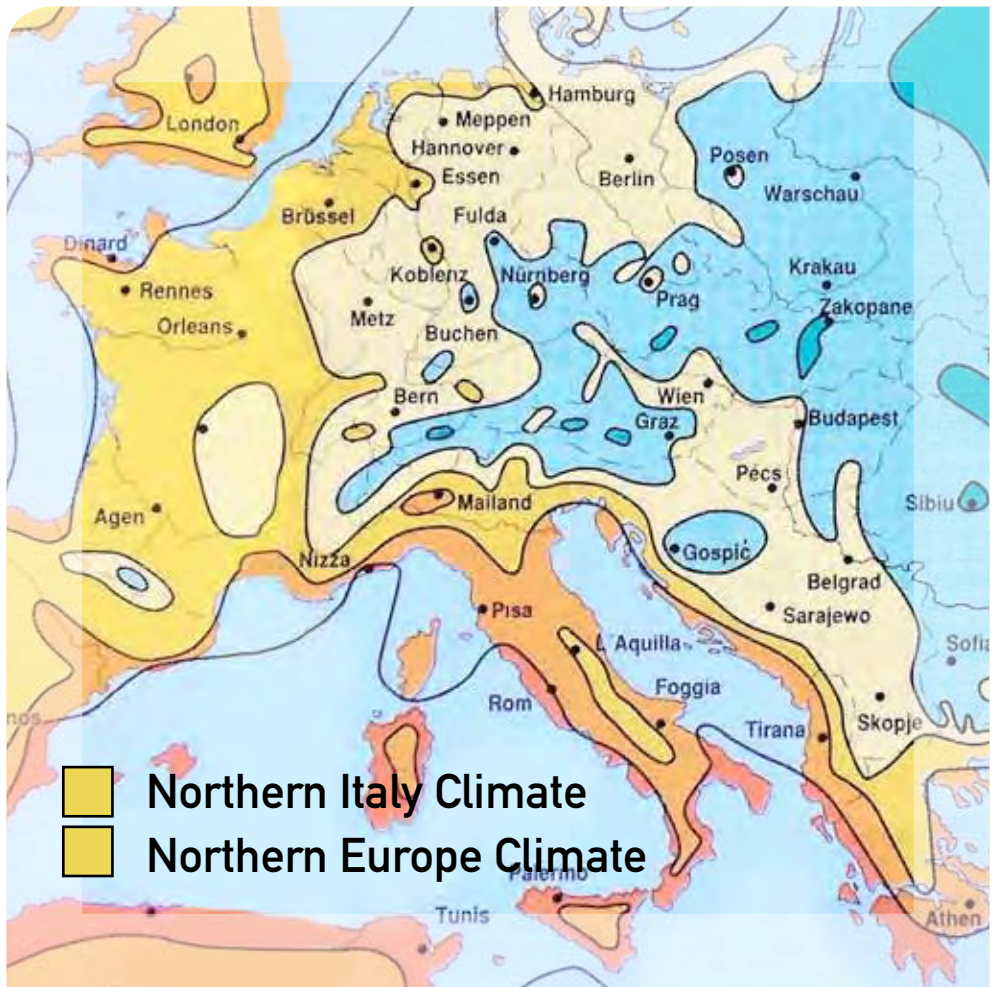 Hamburg
London
Meppen
Hannover
Posen
Essen
Berlin
Warschau
Brüssel
Fulda
Dinard
Koblenz
Nürnberg
Krakau
Rennes
Prag
Zakopane
Metz
Orleans
Buchen
Bern
Wien
Budapest
Graz
Pécs
Mailand
Sibiu
Agen
Gospić
Nizza
Belgrad
Pisa
Sarajewo
L´Aquilla
Sofia
Foggia
Rom
Skopje
Tirana
Northern Italy Climate
Northern Europe Climate
Palermo
Tunis
Athen